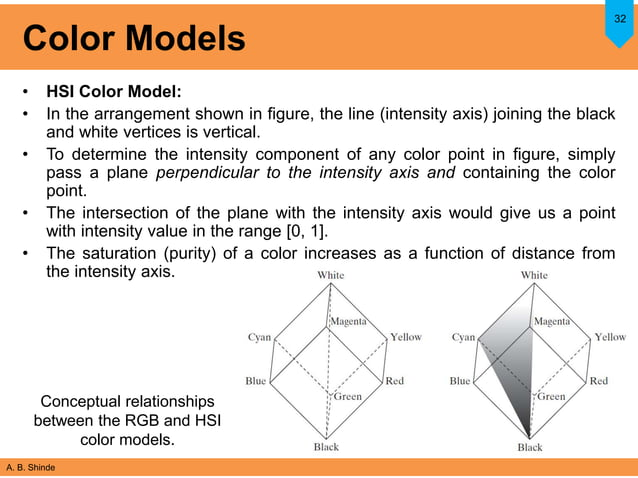 32
Color Models
• HSI Color Model:
• In the arrangement shown in figure, the line (intensity axis) joining the black
and white vertices is vertical.
• To determine the intensity component of any color point in figure, simply
pass a plane perpendicular to the intensity axis and containing the color
point.
• The intersection of the plane with the intensity axis would give us a point
with intensity value in the range [0, 1].
• The saturation (purity) of a color increases as a function of distance from
the intensity axis.
White
Magenta
Cyan
Yellow
Blue
Red
Green
Black
White
Magenta
Cyan
Yellow
Blue
Red
Green
Black
Conceptual relationships
between the RGB and HSI
color models.
A. B. Shinde